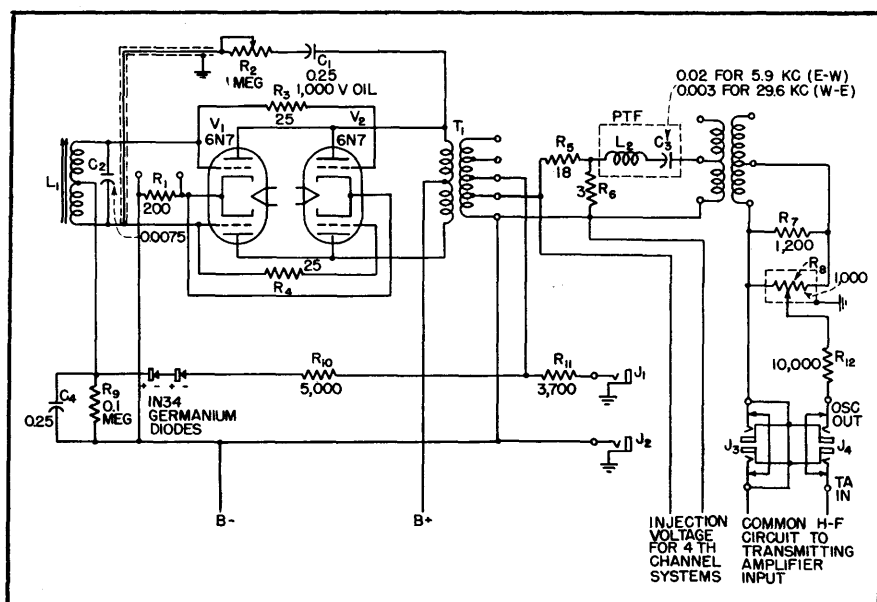 R2
1MEG
C1
0.25
1,000 V OIL
R3
25
V1
6N7
V2
6N7
T1
L1
C2
R1
200
0.0075
25
R4
0.02 FOR 5.9 KC (E-W)
0.003 FOR 29.6 KC (W-E)
PTF
L2
C3
R5
18
3
R6
R7
1,200
R8
1,000
10,000
R12
C4
0.25
R9
0.1
MEG
+ - + -
IN34
GERMANIUM
DIODES
R10
5,000
R11
3,700
J1
J2
OSC
OUT
J3
J4
TA
IN
B-
B+
INJECTION
VOLTAGE
FOR 4 TH
CHANNEL
SYSTEMS
COMMON H-F
CIRCUIT TO
TRANSMITTING
AMPLIFIER
INPUT